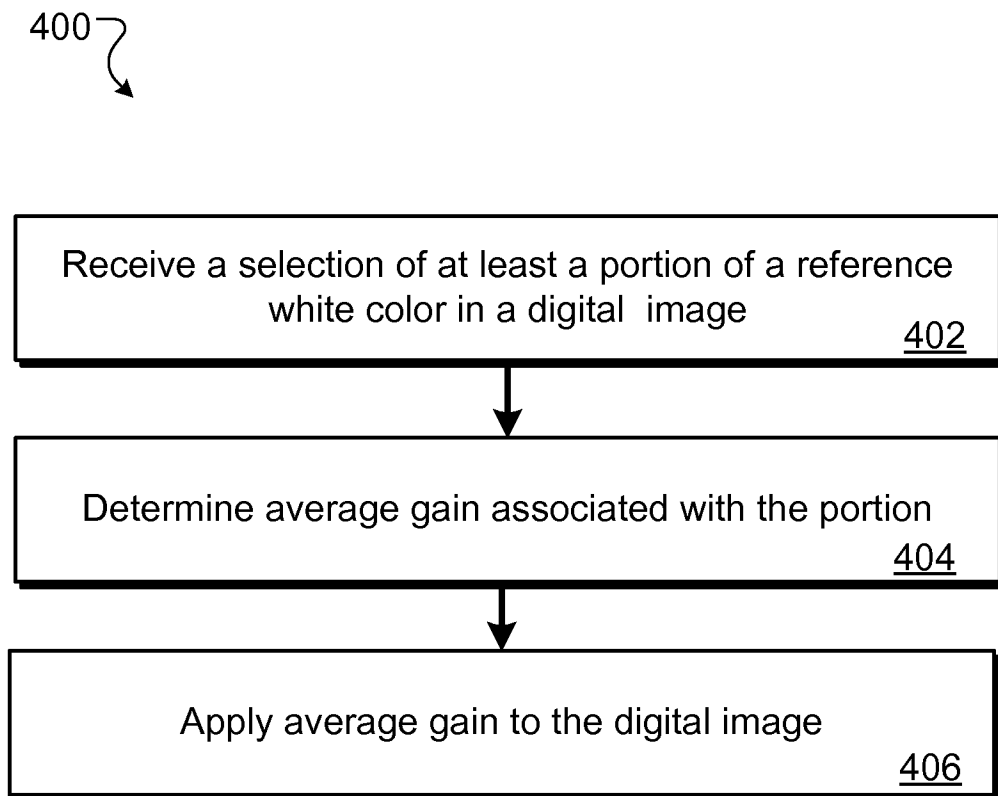 400
Receive a selection of at least a portion of a reference
white color in a digital image
402
Determine average gain associated with the portion
404
Apply average gain to the digital image
406